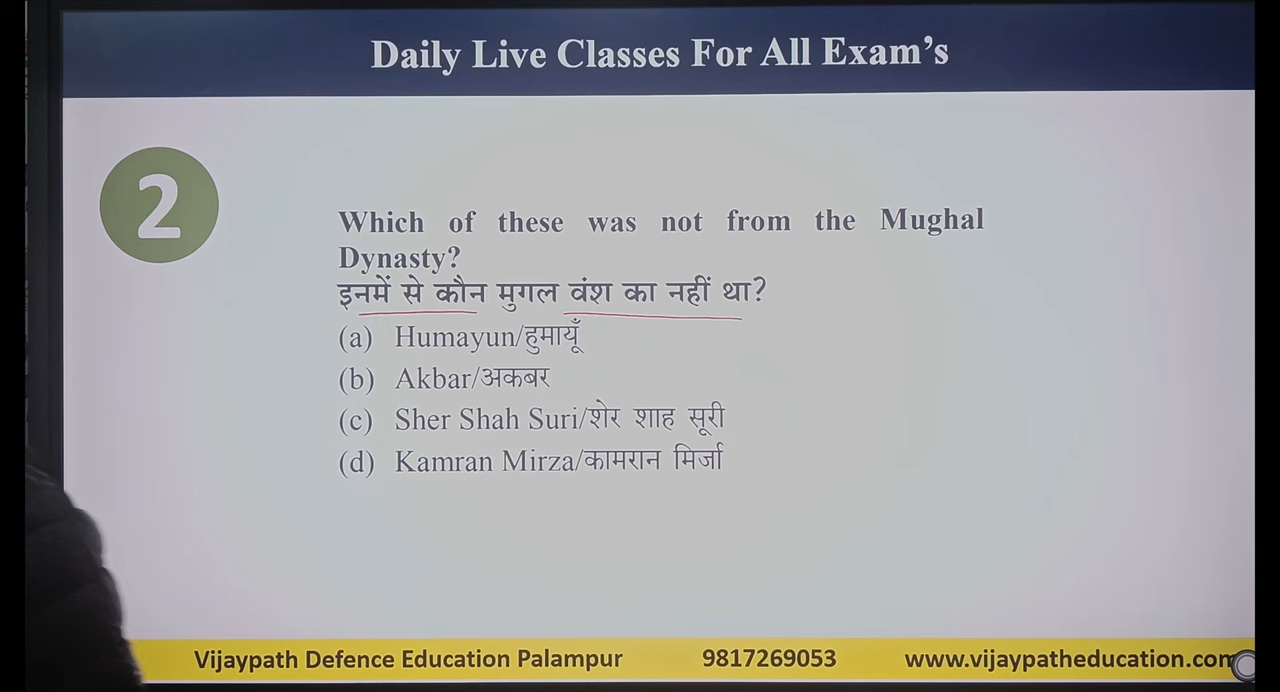 Daily Live Classes For All Exam’s
2
Which of these was not from the Mughal
Dynasty?
इनमें से कौन मुगल वंश का नहीं था?
(a) Humayun/हुमायूँ
(b) Akbar/अकबर
(c) Sher Shah Suri/शेर शाह सूरी
(d) Kamran Mirza/कामरान मिर्जा
Vijaypath Defence Education Palampur 9817269053 www.vijaypatheducation.com